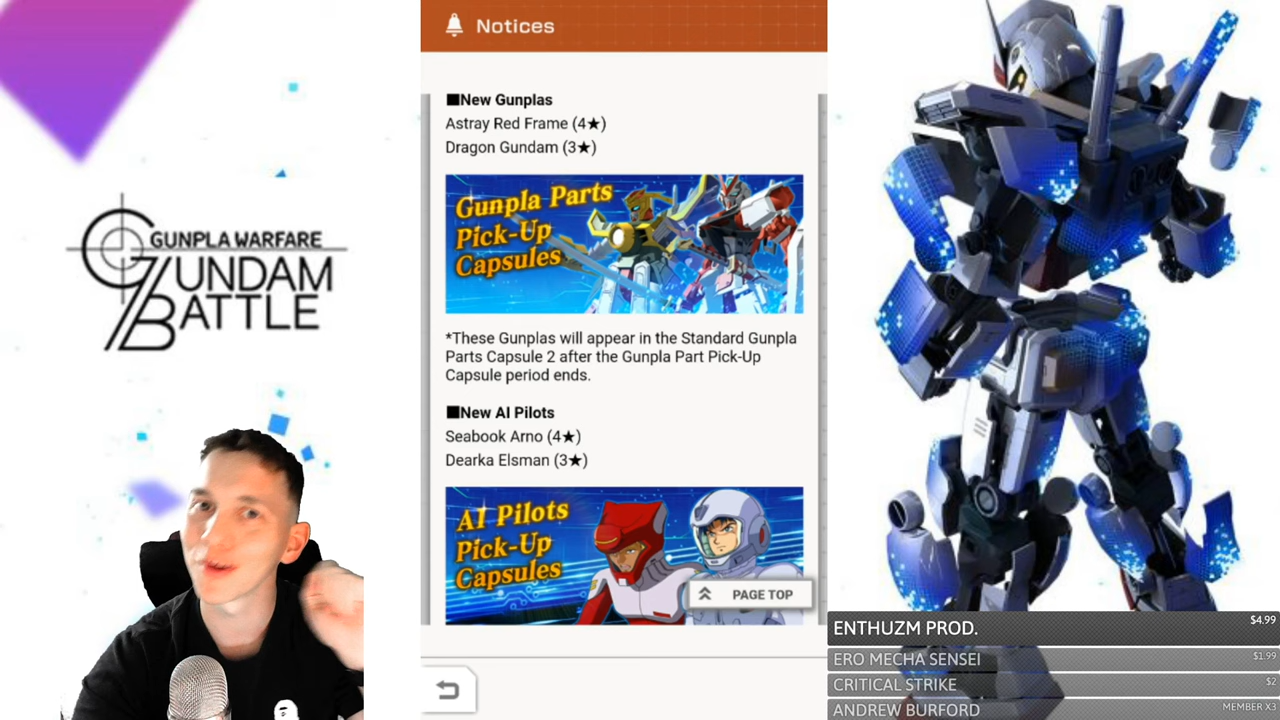 GUNPLA WARFARE
GUNDAM
BATTLE
Notices
■New Gunplas
Astray Red Frame (4★)
Dragon Gundam (3★)
Gunpla Parts
Pick-Up
Capsules
*These Gunplas will appear in the Standard Gunpla
Parts Capsule 2 after the Gunpla Part Pick-Up
Capsule period ends.
■New AI Pilots
Seabook Arno (4★)
Dearka Elsman (3★)
AI Pilots
Pick-Up
Capsules
PAGE TOP
ENTHUZM PROD. $4.99
ERO MECHA SENSEI $1.99
CRITICAL STRIKE $2
ANDREW BURFORD MEMBER X3